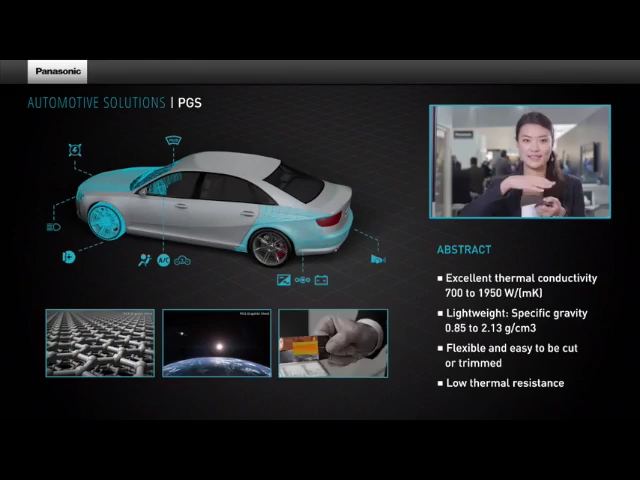 Panasonic
AUTOMOTIVE SOLUTIONS | PGS
A/C
ABSTRACT
■ Excellent thermal conductivity
700 to 1950 W/(mK)
■ Lightweight: Specific gravity
0.85 to 2.13 g/cm3
■ Flexible and easy to be cut
or trimmed
■ Low thermal resistance